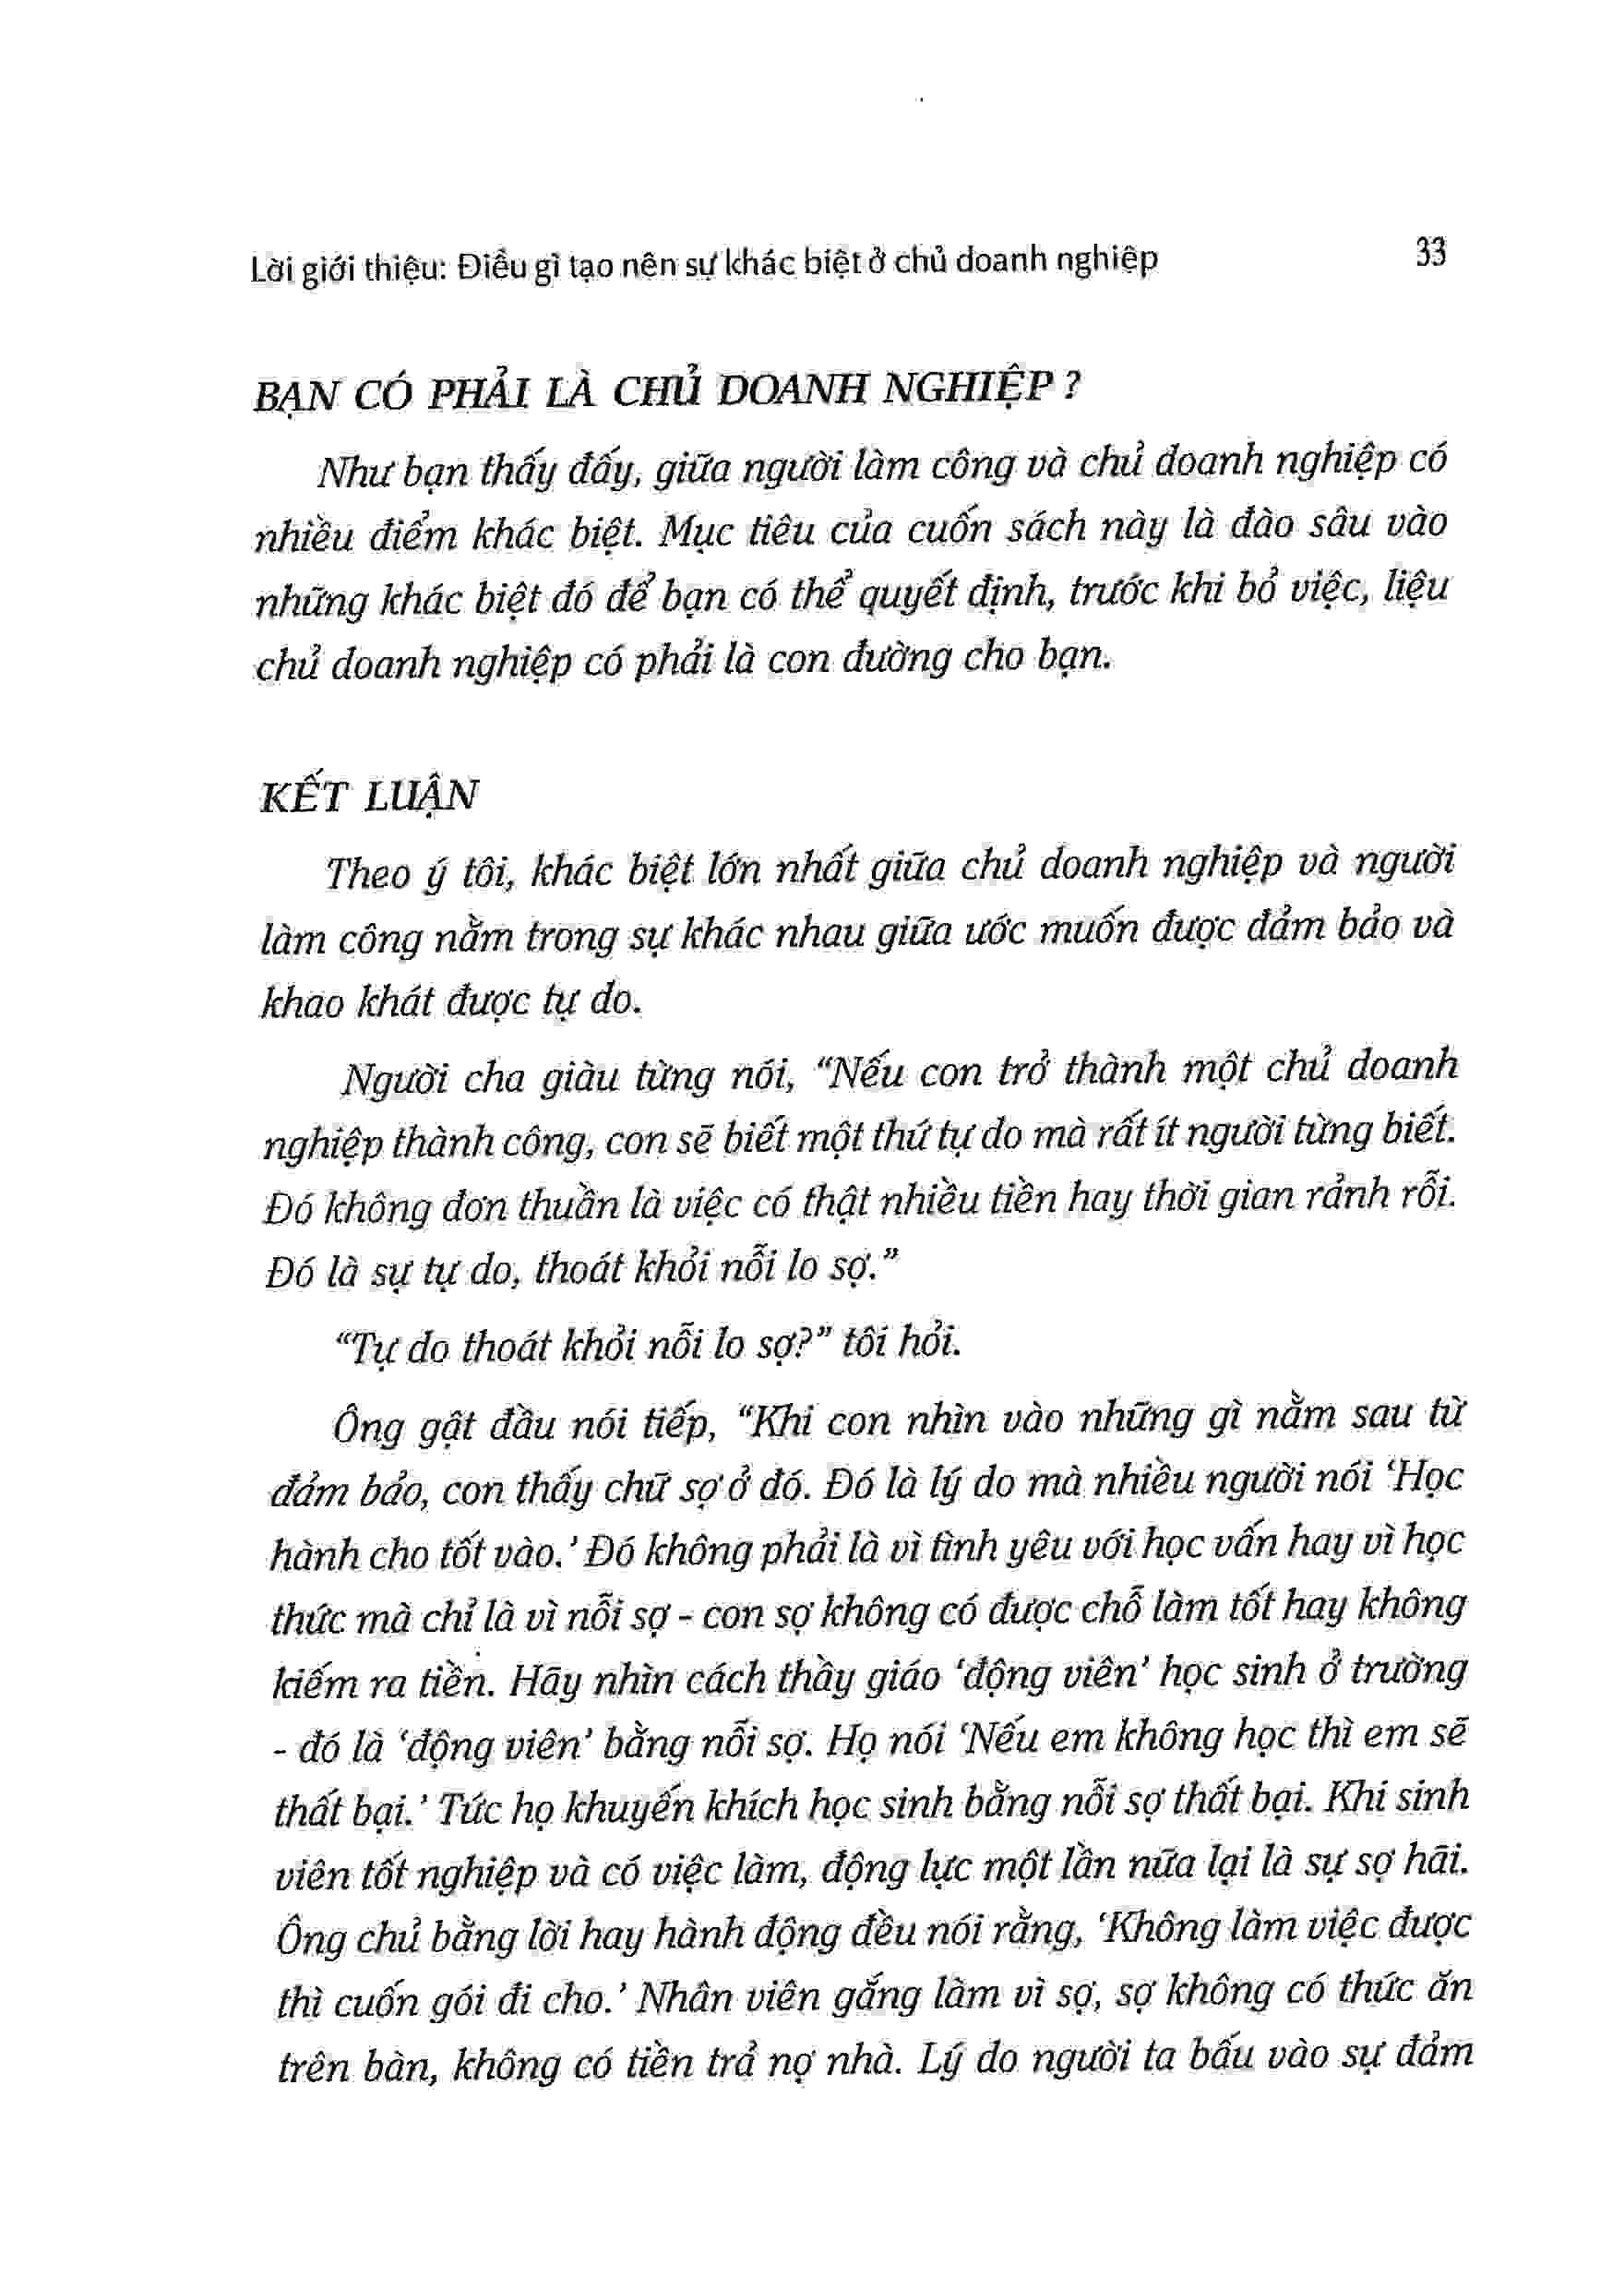 Lời giới thiệu: Điều gì tạo nên sự khác biệt ở chủ doanh nghiệp 33
BẠN CÓ PHẢI LÀ CHỦ DOANH NGHIỆP?
Như bạn thấy đấy, giữa người làm công và chủ doanh nghiệp có
nhiều điểm khác biệt. Mục tiêu của cuốn sách này là đào sâu vào
những khác biệt đó để bạn có thể quyết định, trước khi bỏ việc, liệu
chủ doanh nghiệp có phải là con đường cho bạn.
KẾT LUẬN
Theo ý tôi, khác biệt lớn nhất giữa chủ doanh nghiệp và người
làm công nằm trong sự khác nhau giữa ước muốn được đảm bảo và
khao khát được tự do.
Người cha giàu từng nói, “Nếu con trở thành một chủ doanh
nghiệp thành công, con sẽ biết một thứ tự do mà rất ít người từng biết.
Đó không đơn thuần là việc có thật nhiều tiền hay thời gian rảnh rỗi.
Đó là sự tự do, thoát khỏi nỗi lo sợ.”
“Tự do thoát khỏi nỗi lo sợ?” tôi hỏi.
Ông gật đầu nói tiếp, “Khi con nhìn vào những gì nằm sau từ
đảm bảo, con thấy chữ sợ ở đó. Đó là lý do mà nhiều người nói ‘Học
hành cho tốt vào.’ Đó không phải là vì tình yêu với học vấn hay vì học
thức mà chỉ là vì nỗi sợ - con sợ không có được chỗ làm tốt hay không
kiếm ra tiền. Hãy nhìn cách thầy giáo ‘động viên’ học sinh ở trường
- đó là ‘động viên’ bằng nỗi sợ. Họ nói ‘Nếu em không học thì em sẽ
thất bại.’ Tức họ khuyến khích học sinh bằng nỗi sợ thất bại. Khi sinh
viên tốt nghiệp và có việc làm, động lực một lần nữa lại là sự sợ hãi.
Ông chủ bằng lời hay hành động đều nói rằng, ‘Không làm việc được
thì cuốn gói đi cho.’ Nhân viên gắng làm vì sợ, sợ không có thức ăn
trên bàn, không có tiền trả nợ nhà. Lý do người ta bấu vào sự đảm